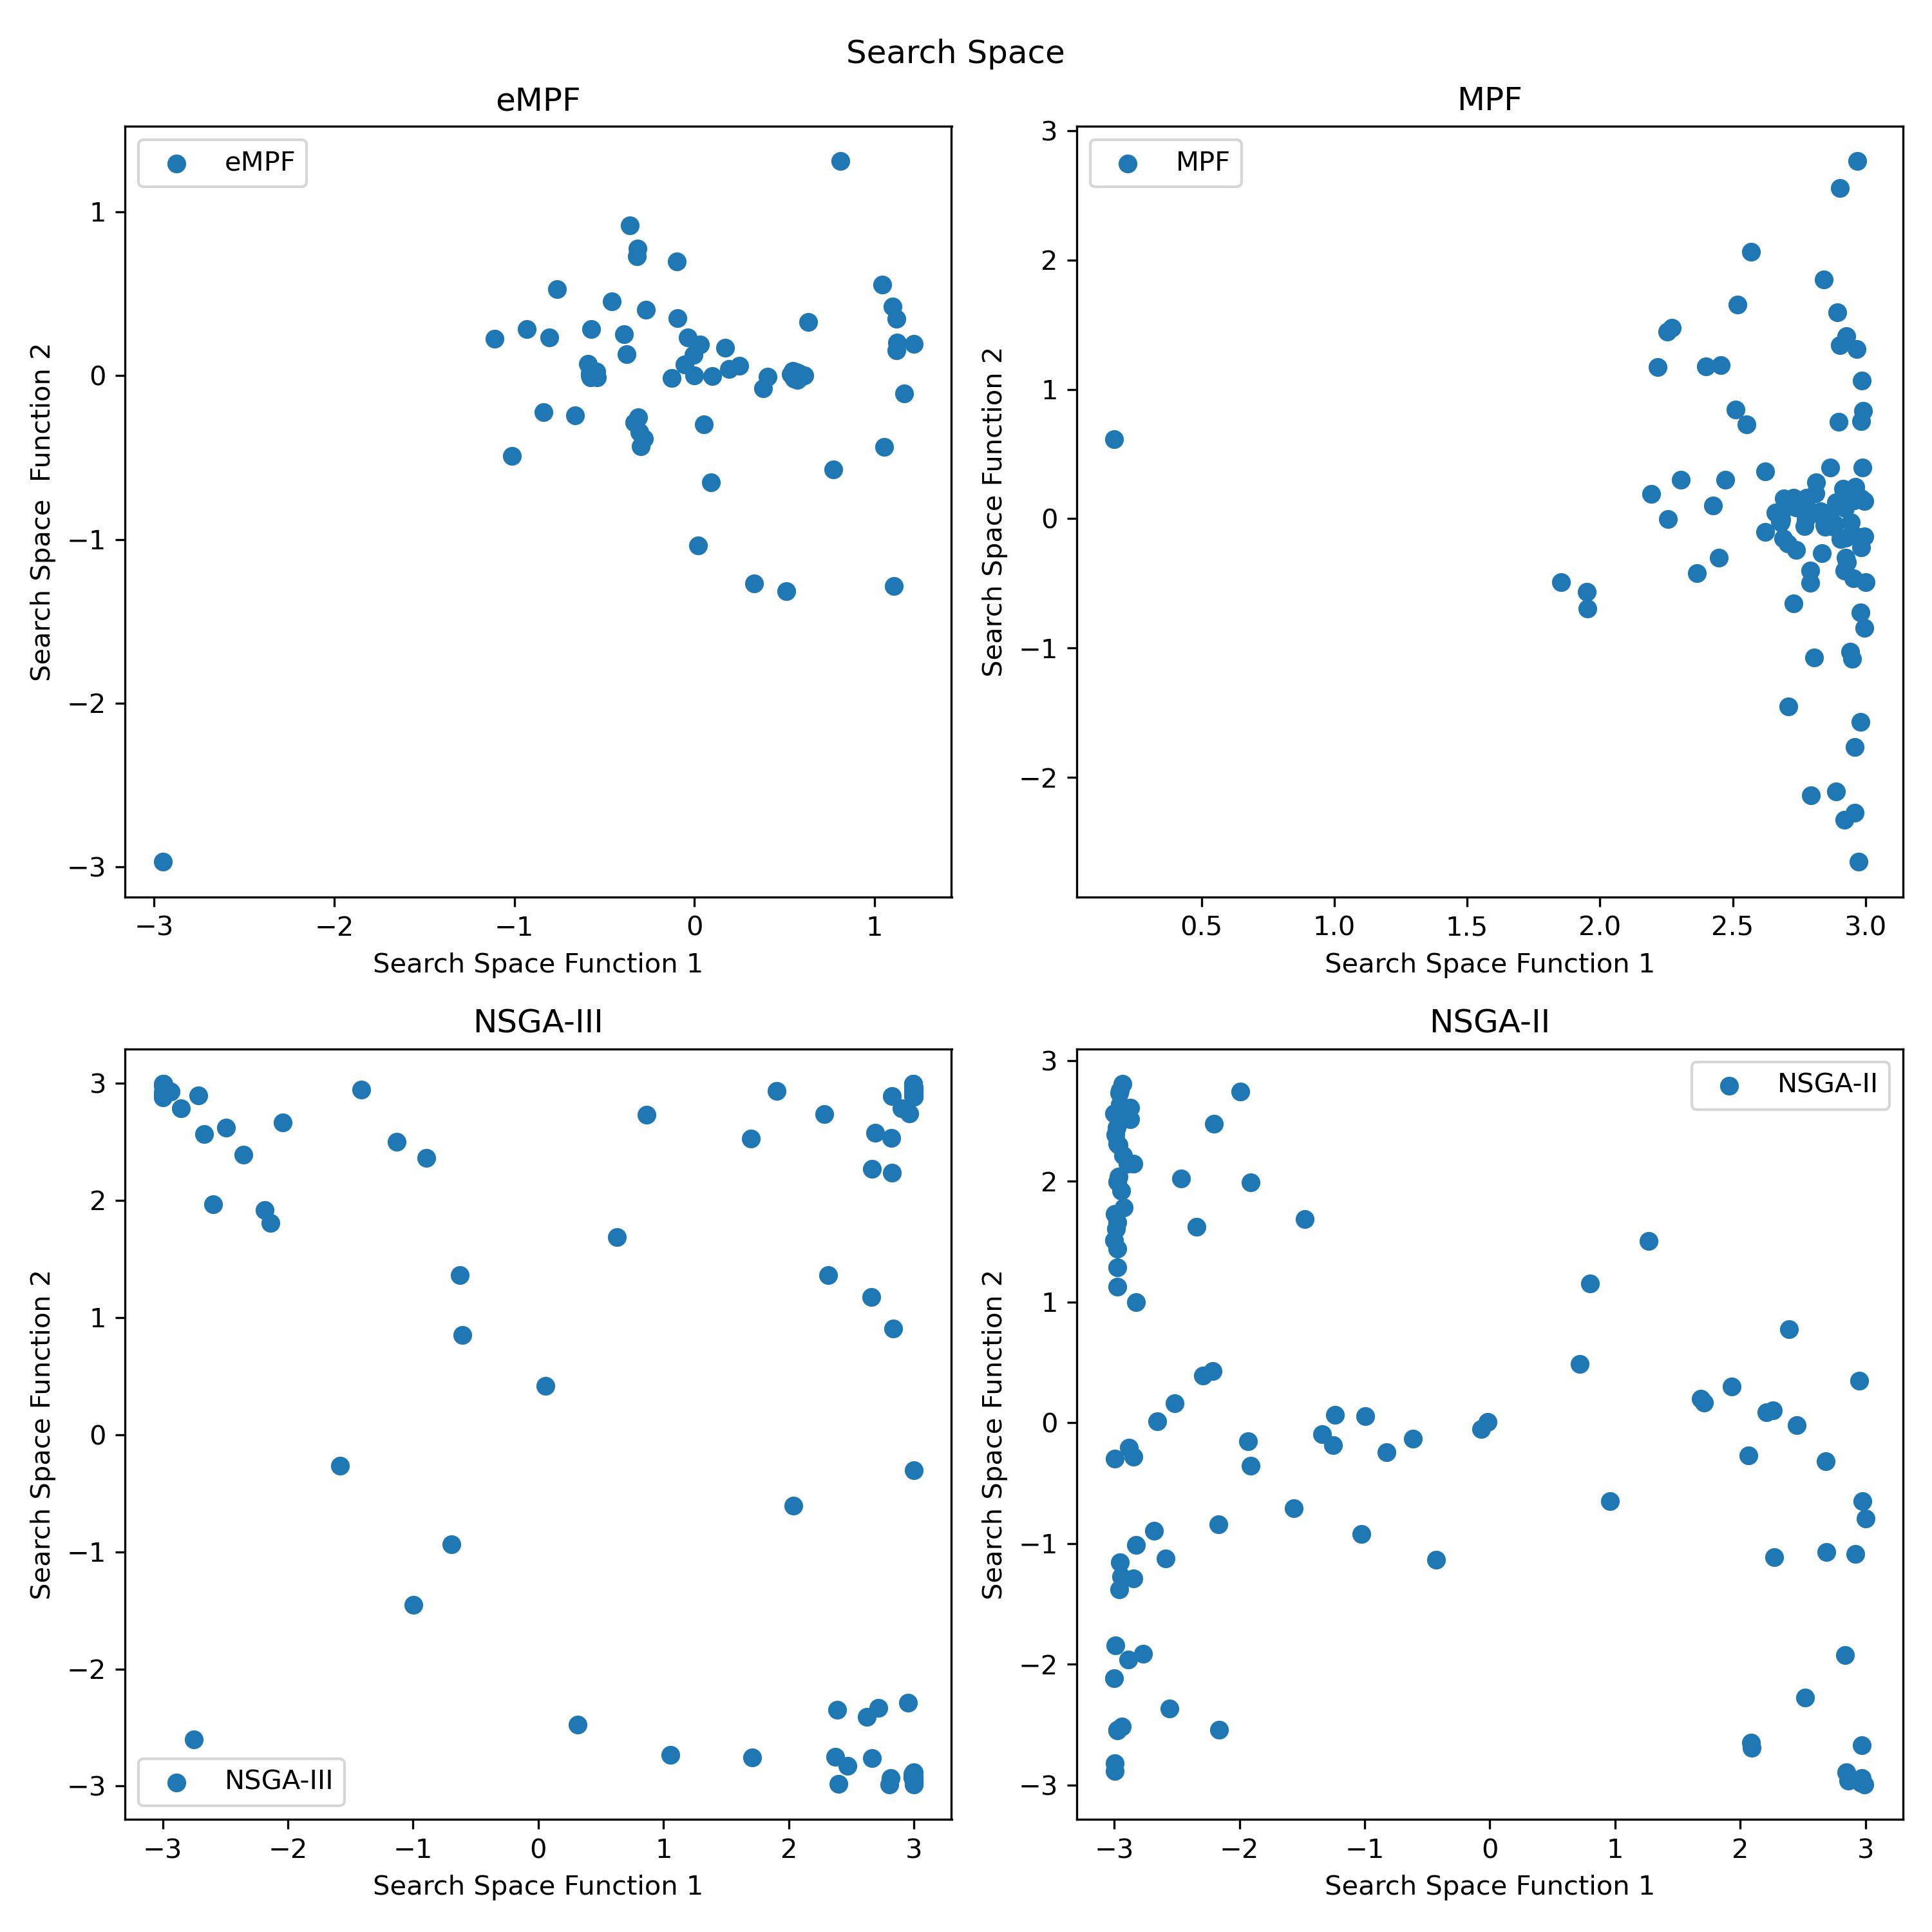 Search Space
eMPF
eMPF
1
0
−1
−2
−3
Search Space  Function 2
−3
−2
−1
0
1
Search Space Function 1
MPF
MPF
3
2
1
0
−1
−2
Search Space Function 2
0.5
1.0
1.5
2.0
2.5
3.0
Search Space Function 1
NSGA-III
3
2
1
0
−1
−2
−3
Search Space Function 2
NSGA-III
−3
−2
−1
0
1
2
3
Search Space Function 1
NSGA-II
NSGA-II
3
2
1
0
−1
−2
−3
Search Space Function 2
−3
−2
−1
0
1
2
3
Search Space Function 1